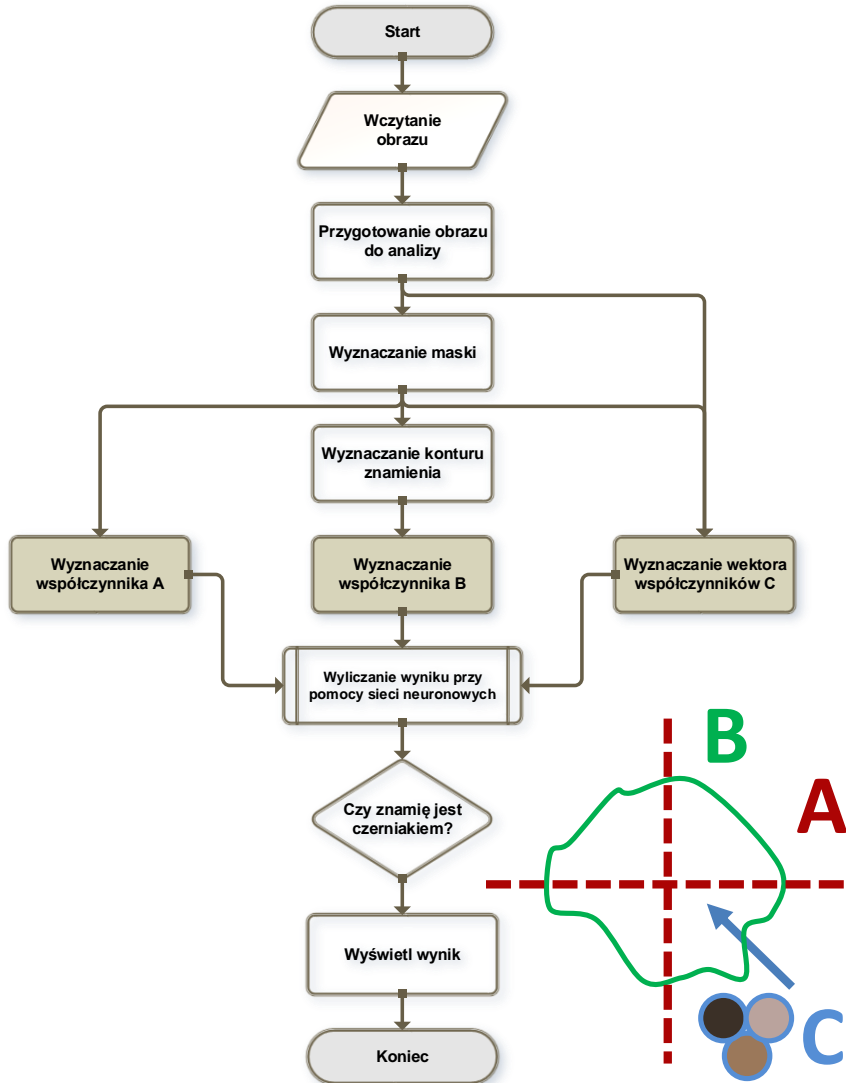 Start
Wczytanie
obrazu
Przygotowanie obrazu
do analizy
Wyznaczanie maski
Wyznaczanie konturu
znamienia
Wyznaczanie
współczynnika A
Wyznaczanie
współczynnika B
Wyznaczanie wektora
współczynników C
Wyliczanie wyniku przy
pomocy sieci neuronowych
Czy znamię jest
czerniakiem?
Wyświetl wynik
Koniec
B
A
C